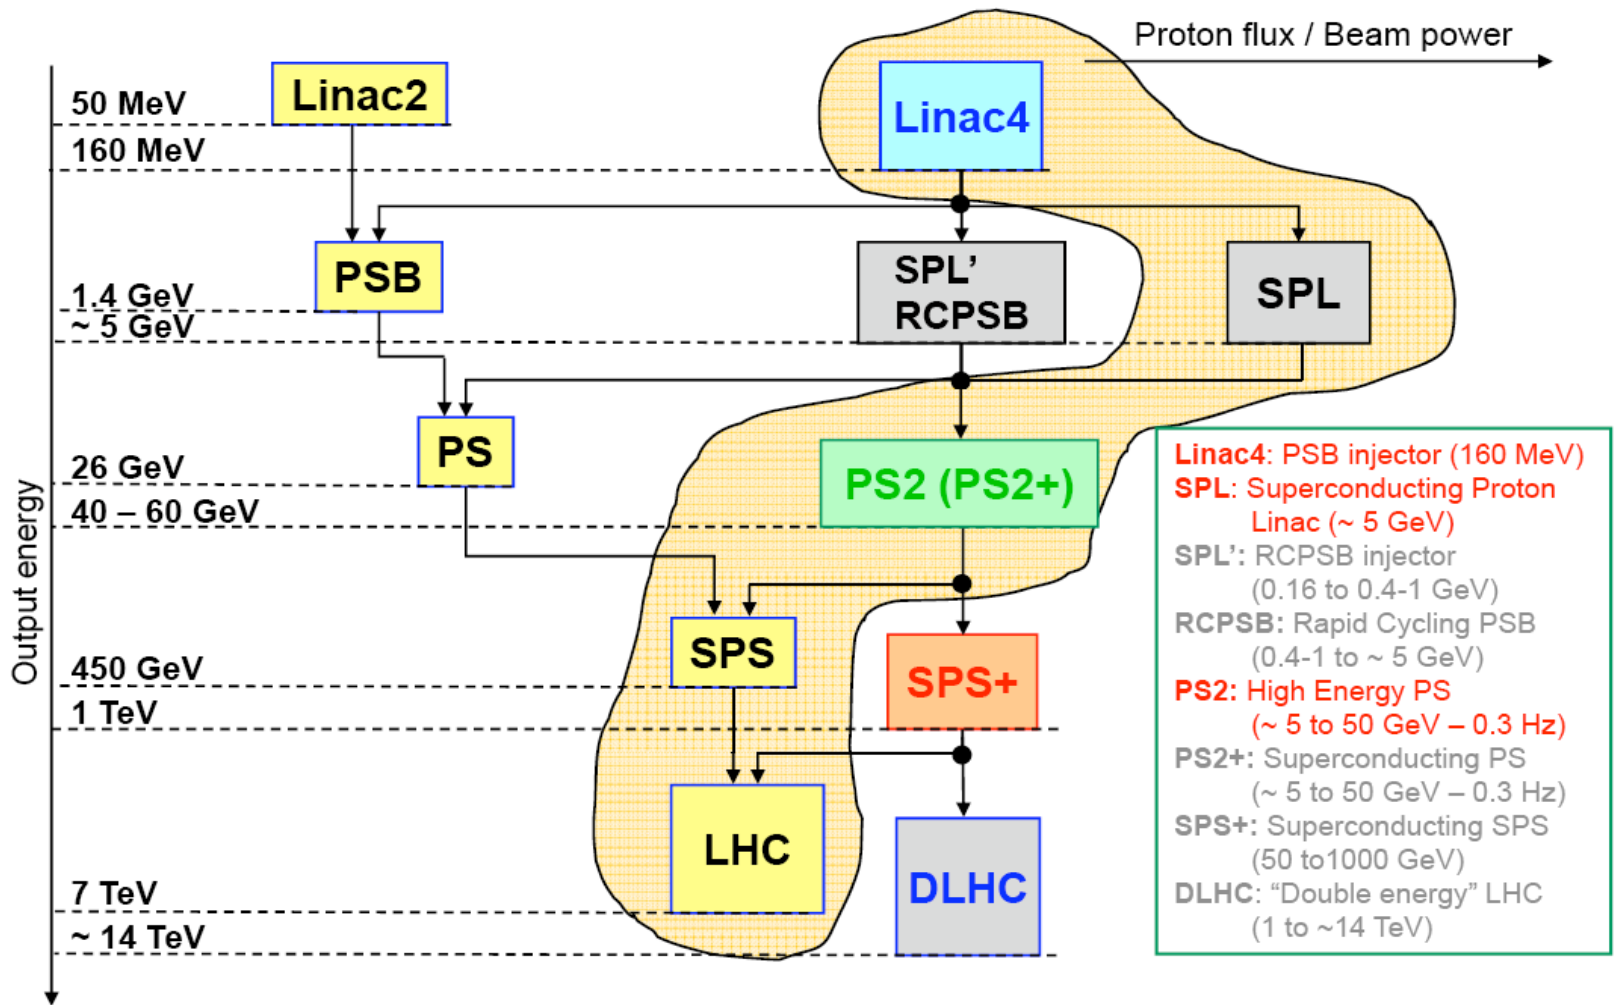 Proton flux / Beam power
Linac2
Linac4
50 MeV
160 MeV
PSB
SPL’
RCPSB
SPL
1.4 GeV
~ 5 GeV
PS
PS2 (PS2+)
26 GeV
40 – 60 GeV
Output energy
SPS
SPS+
450 GeV
1 TeV
LHC
DLHC
7 TeV
~ 14 TeV
Linac4: PSB injector (160 MeV)
SPL: Superconducting Proton
Linac (~ 5 GeV)
SPL’: RCPSB injector
(0.16 to 0.4-1 GeV)
RCPSB: Rapid Cycling PSB
(0.4-1 to ~ 5 GeV)
PS2: High Energy PS
(~ 5 to 50 GeV – 0.3 Hz)
PS2+: Superconducting PS
(~ 5 to 50 GeV – 0.3 Hz)
SPS+: Superconducting SPS
(50 to1000 GeV)
DLHC: “Double energy” LHC
(1 to ~14 TeV)